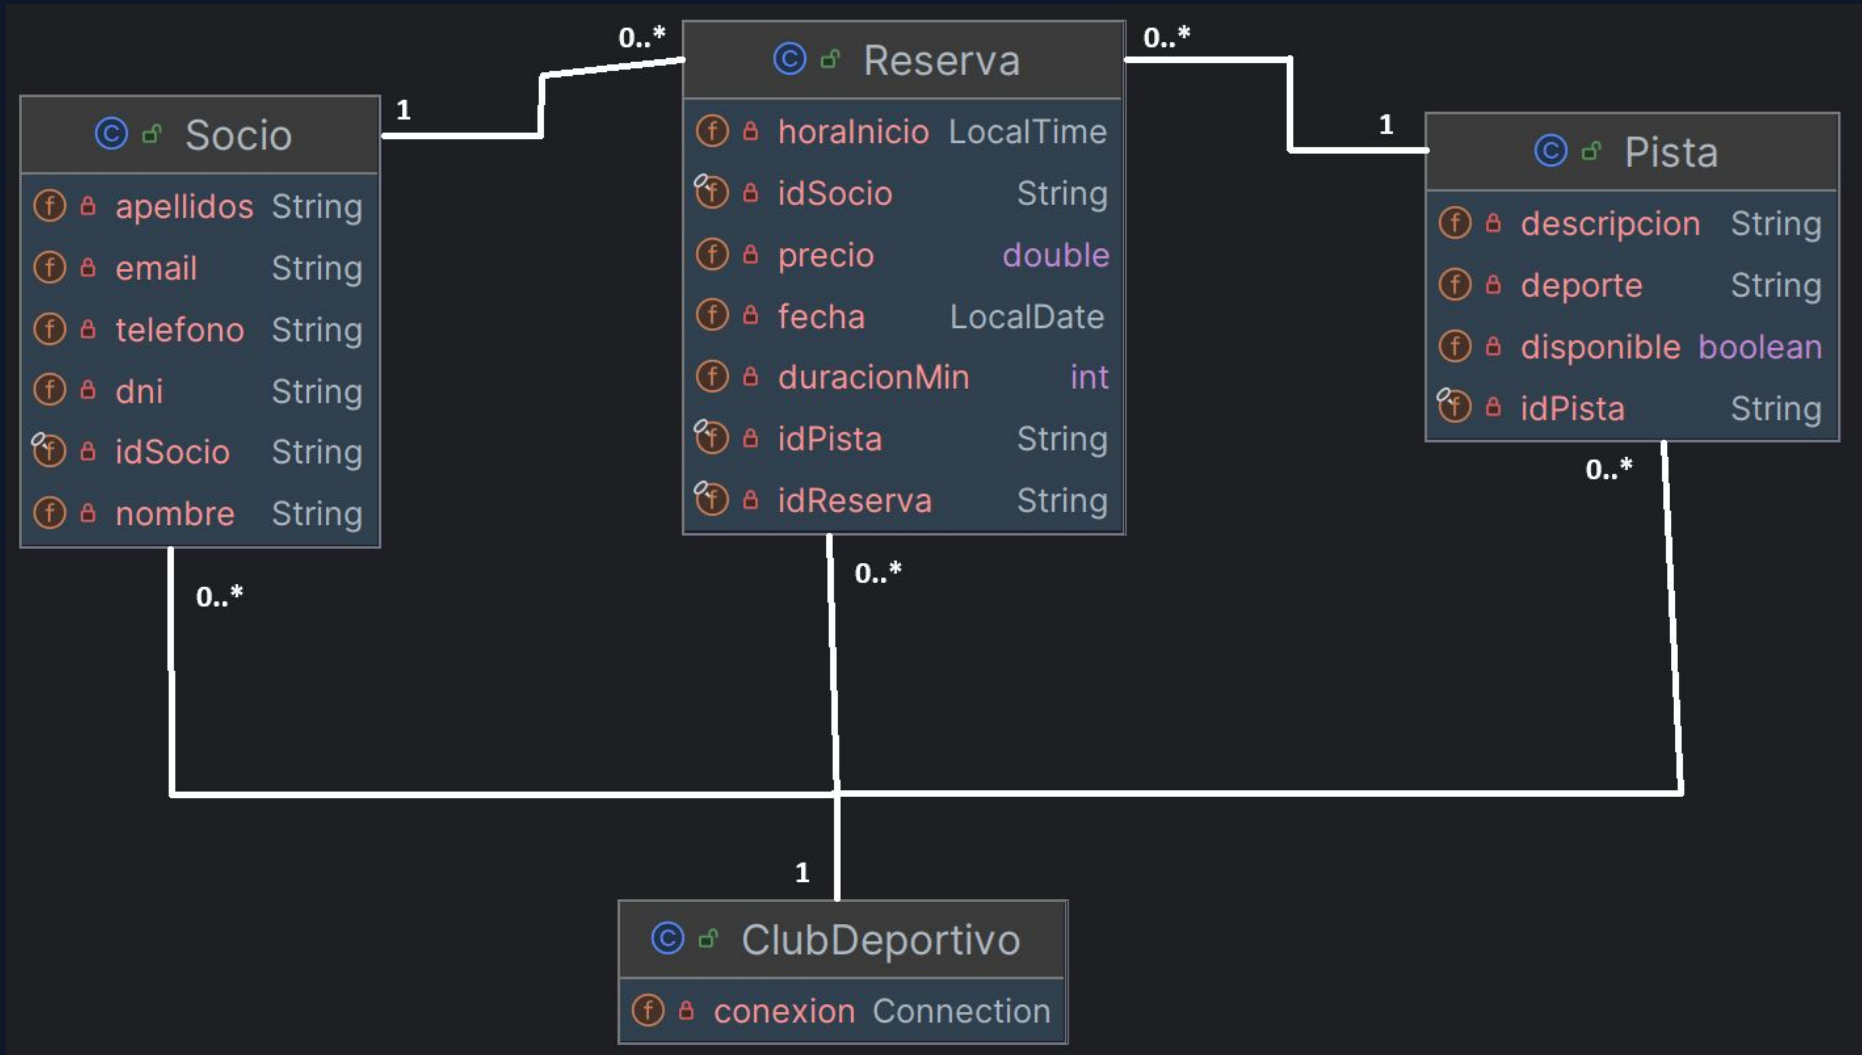 0..*
0..*
Reserva
1
Socio
1
Pista
apellidos String
email String
telefono String
dni String
idSocio String
nombre String
horaInicio LocalTime
idSocio String
precio double
fecha LocalDate
duracionMin int
idPista String
idReserva String
descripcion String
deporte String
disponible boolean
idPista String
0..*
0..*
0..*
1
ClubDeportivo
conexion Connection